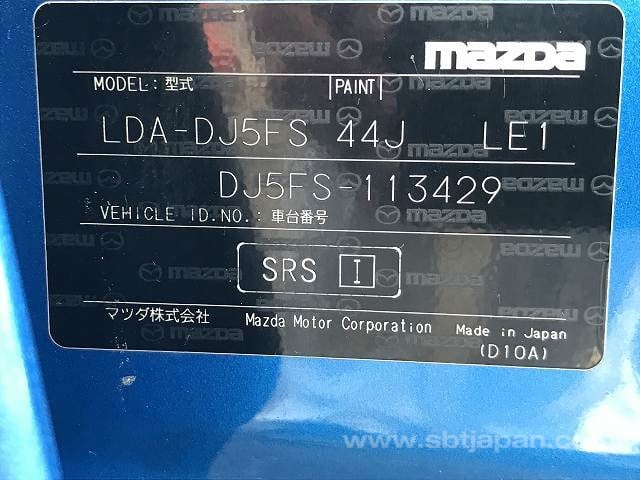 mazda
MODEL：型式 PAINT
LDA-DJ5FS 44J LE1
DJ5FS-113429
VEHICLE ID.NO.：車台番号
SRS I
マツダ株式会社 Mazda Motor Corporation Made in Japan
(D10A)
www.sbtjapan.com